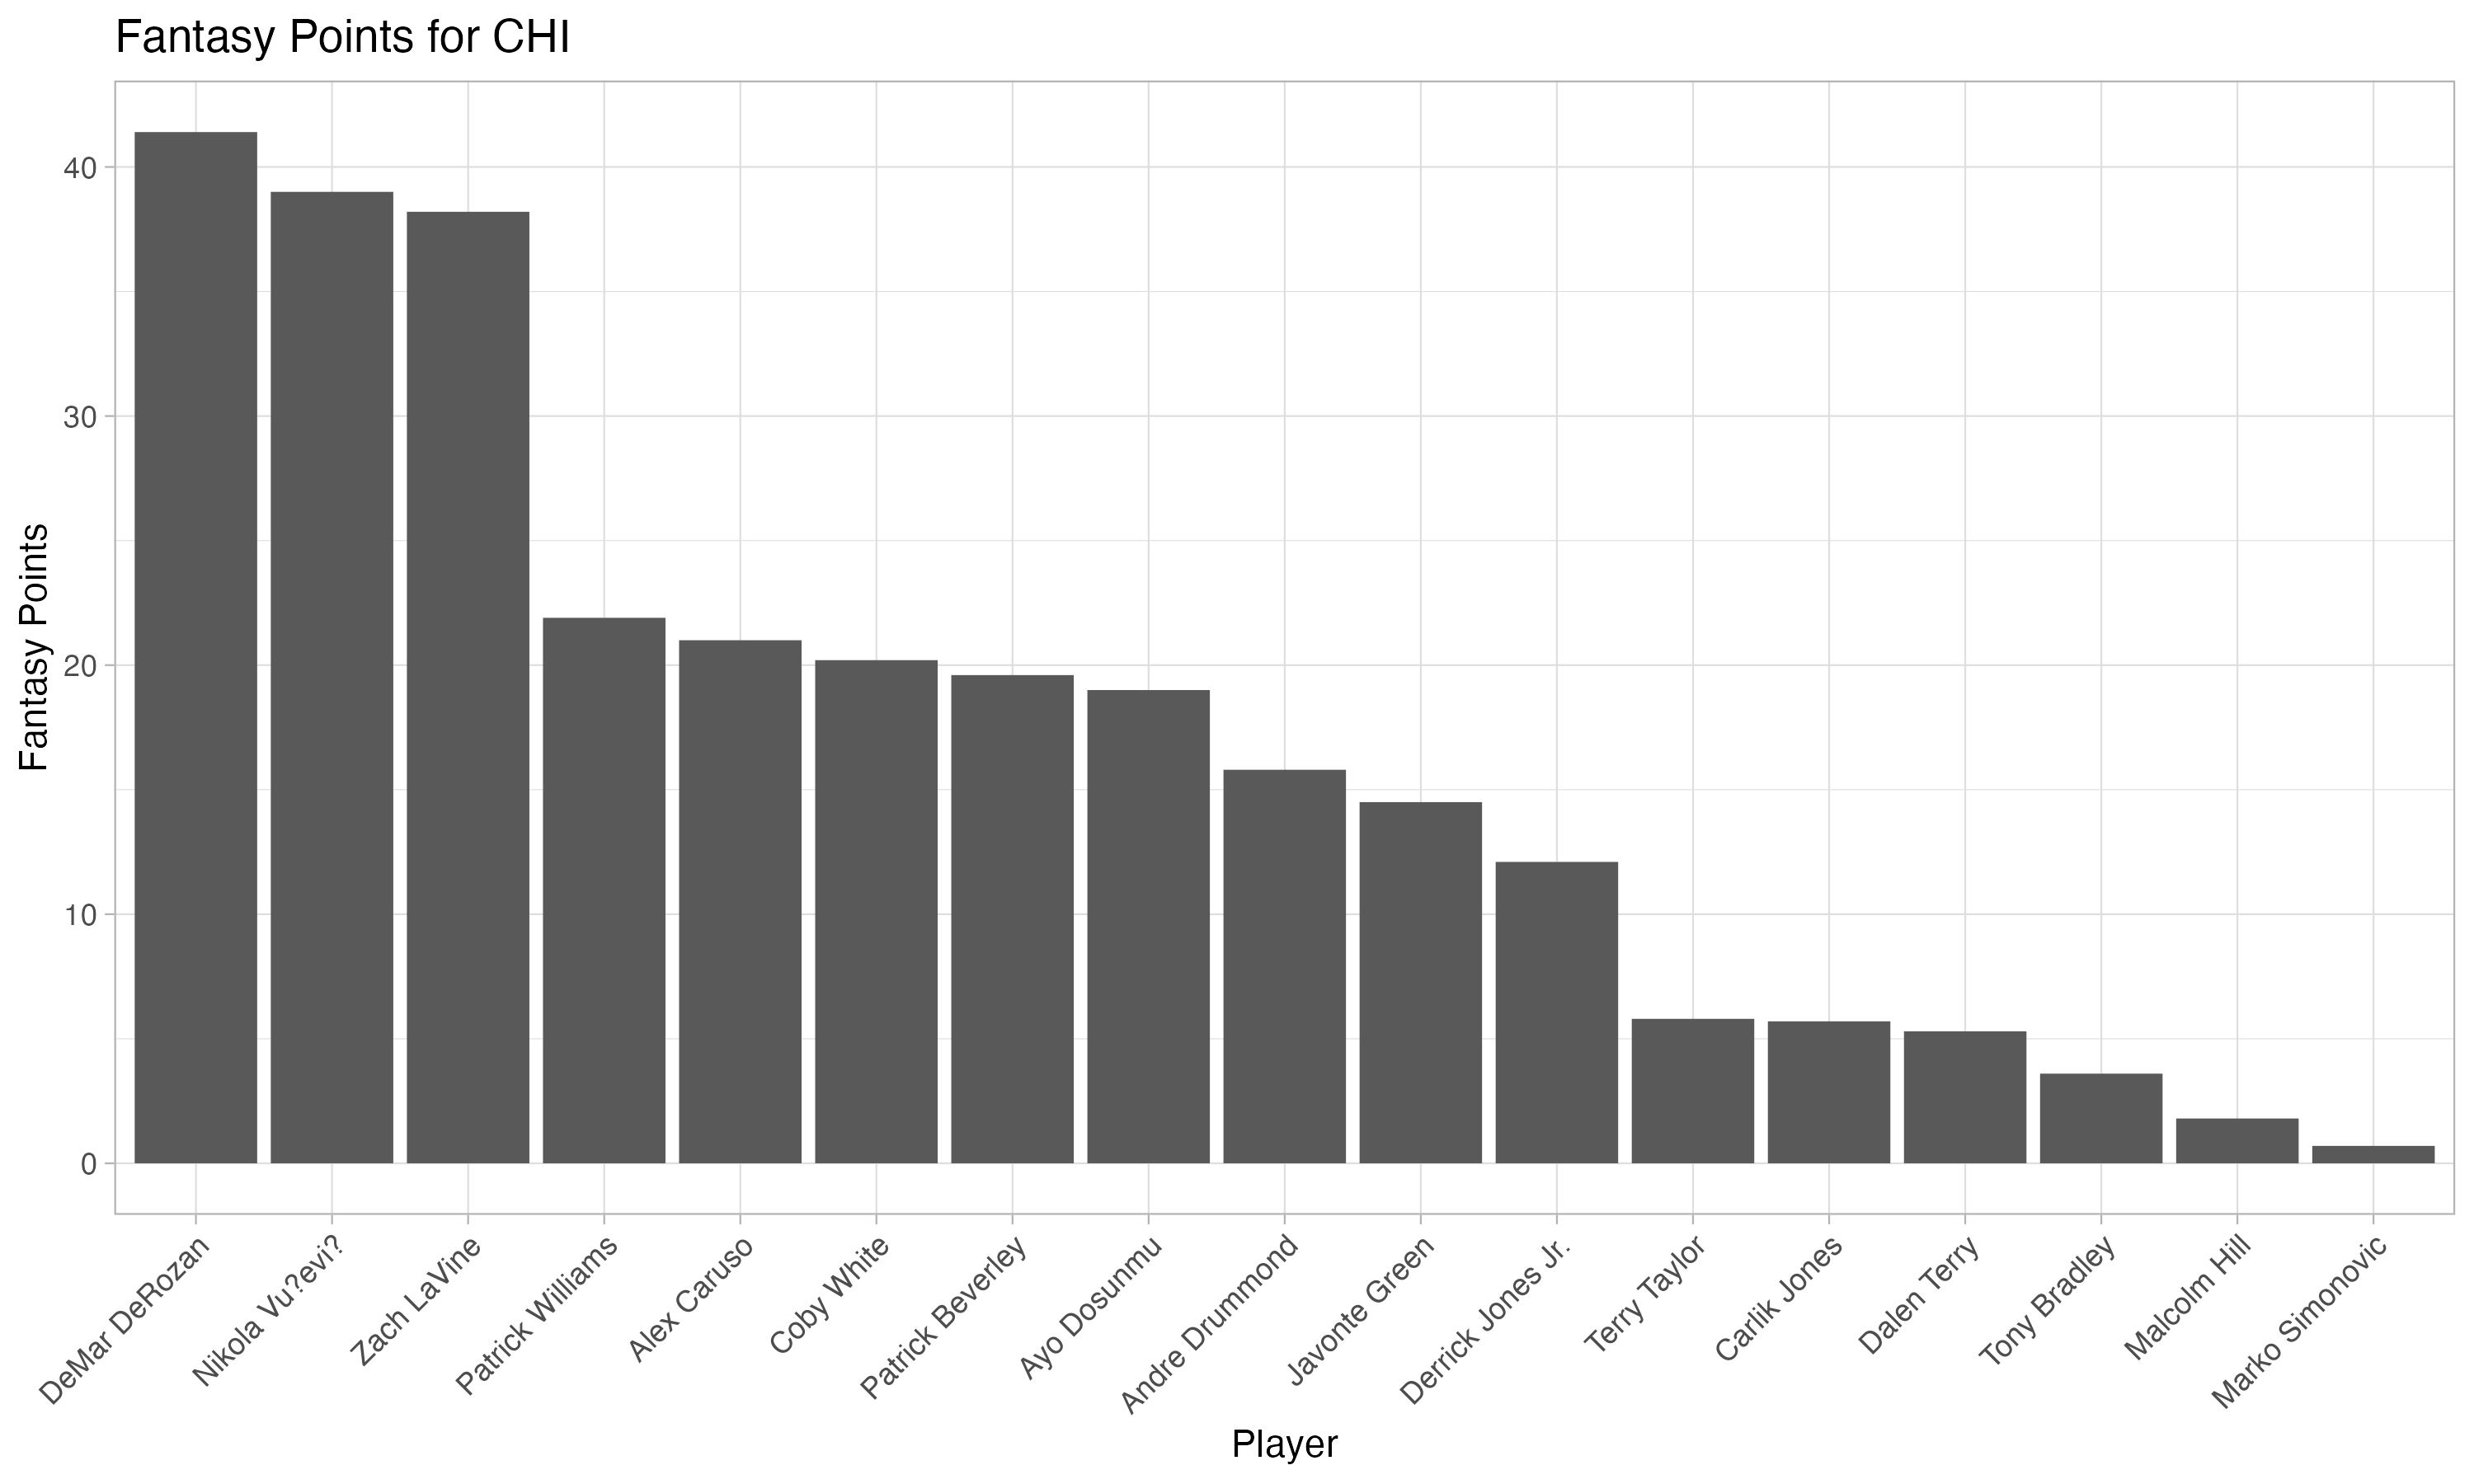 Fantasy Points for CHI
Fantasy Points
40
30
20
10
0
DeMar DeRozan
Nikola Vu?evi?
Zach LaVine
Patrick Williams
Alex Caruso
Coby White
Patrick Beverley
Ayo Dosunmu
Andre Drummond
Javonte Green
Derrick Jones Jr.
Terry Taylor
Carlik Jones
Dalen Terry
Tony Bradley
Malcolm Hill
Marko Simonovic
Player